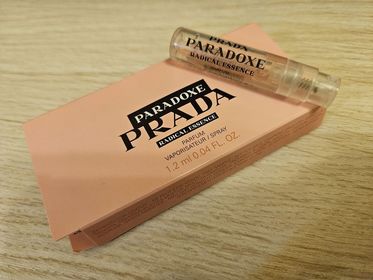 PRADA
PARADOXE
RADICAL ESSENCE
PARADOXE
PRADA
RADICAL ESSENCE
PARFUM
VAPORISATEUR / SPRAY
1.2 ml 0.04 FL. OZ.